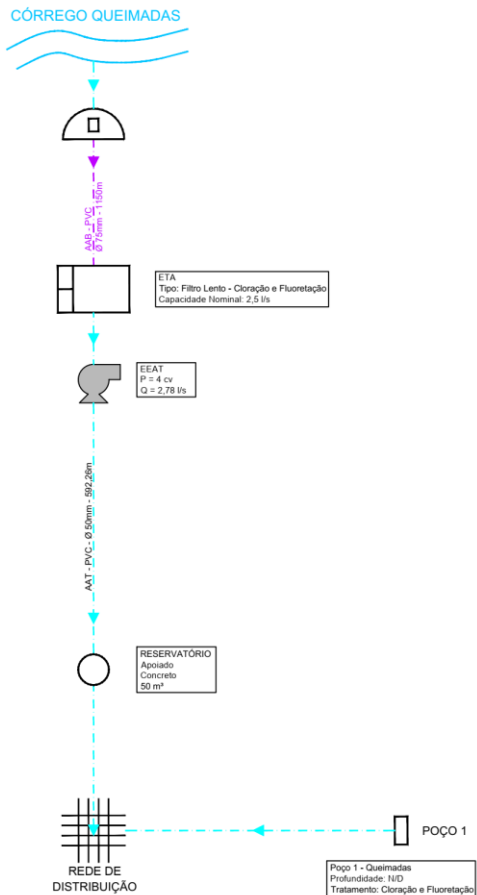 CÓRREGO QUEIMADAS
AAB - PVC
Ø 75mm - 1150m
ETA
Tipo: Filtro Lento - Cloração e Fluoretação
Capacidade Nominal: 2,5 l/s
EEAT
P = 4 cv
Q = 2,78 l/s
AAT - PVC - Ø 50mm - 592,26m
RESERVATÓRIO
Apoiado
Concreto
50 m³
POÇO 1
REDE DE
DISTRIBUIÇÃO
Poço 1 - Queimadas
Profundidade: N/D
Tratamento: Cloração e Fluoretação